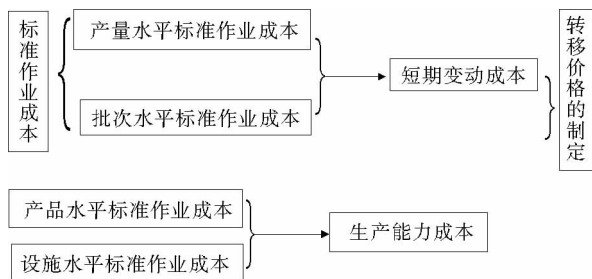 标准作业成本
产量水平标准作业成本
批次水平标准作业成本
短期变动成本
转移价格的制定
产品水平标准作业成本
设施水平标准作业成本
生产能力成本